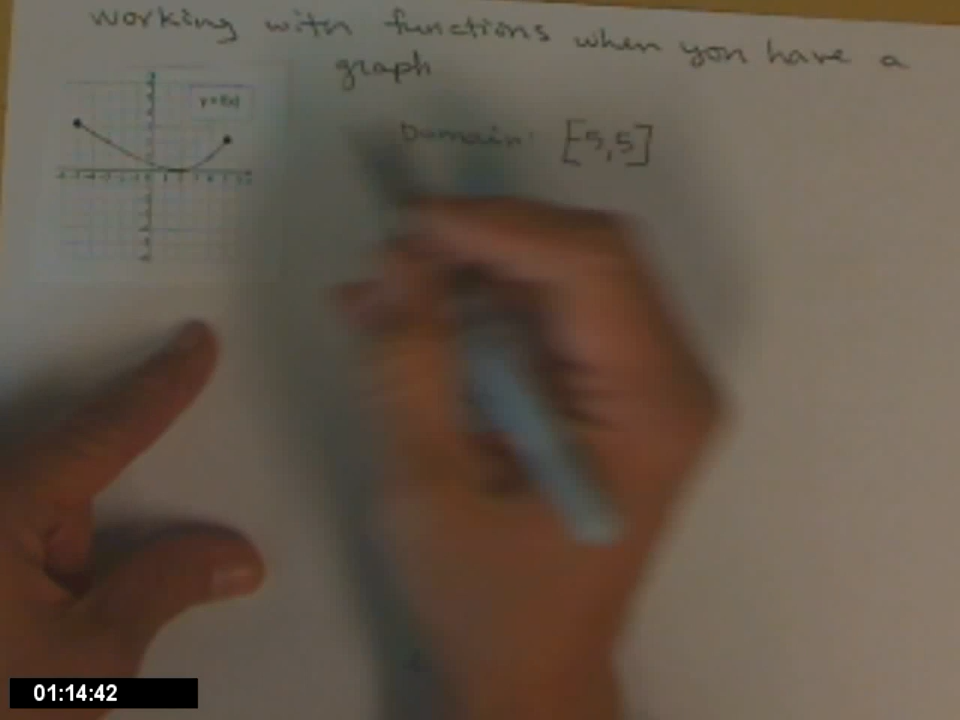 working with functions when you have a
graph
y=f(x)
Domain: [5,5]
01:14:42